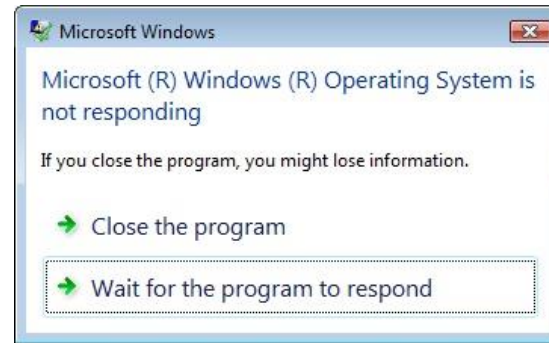 Microsoft Windows
Microsoft (R) Windows (R) Operating System is
not responding
If you close the program, you might lose information.
Close the program
Wait for the program to respond